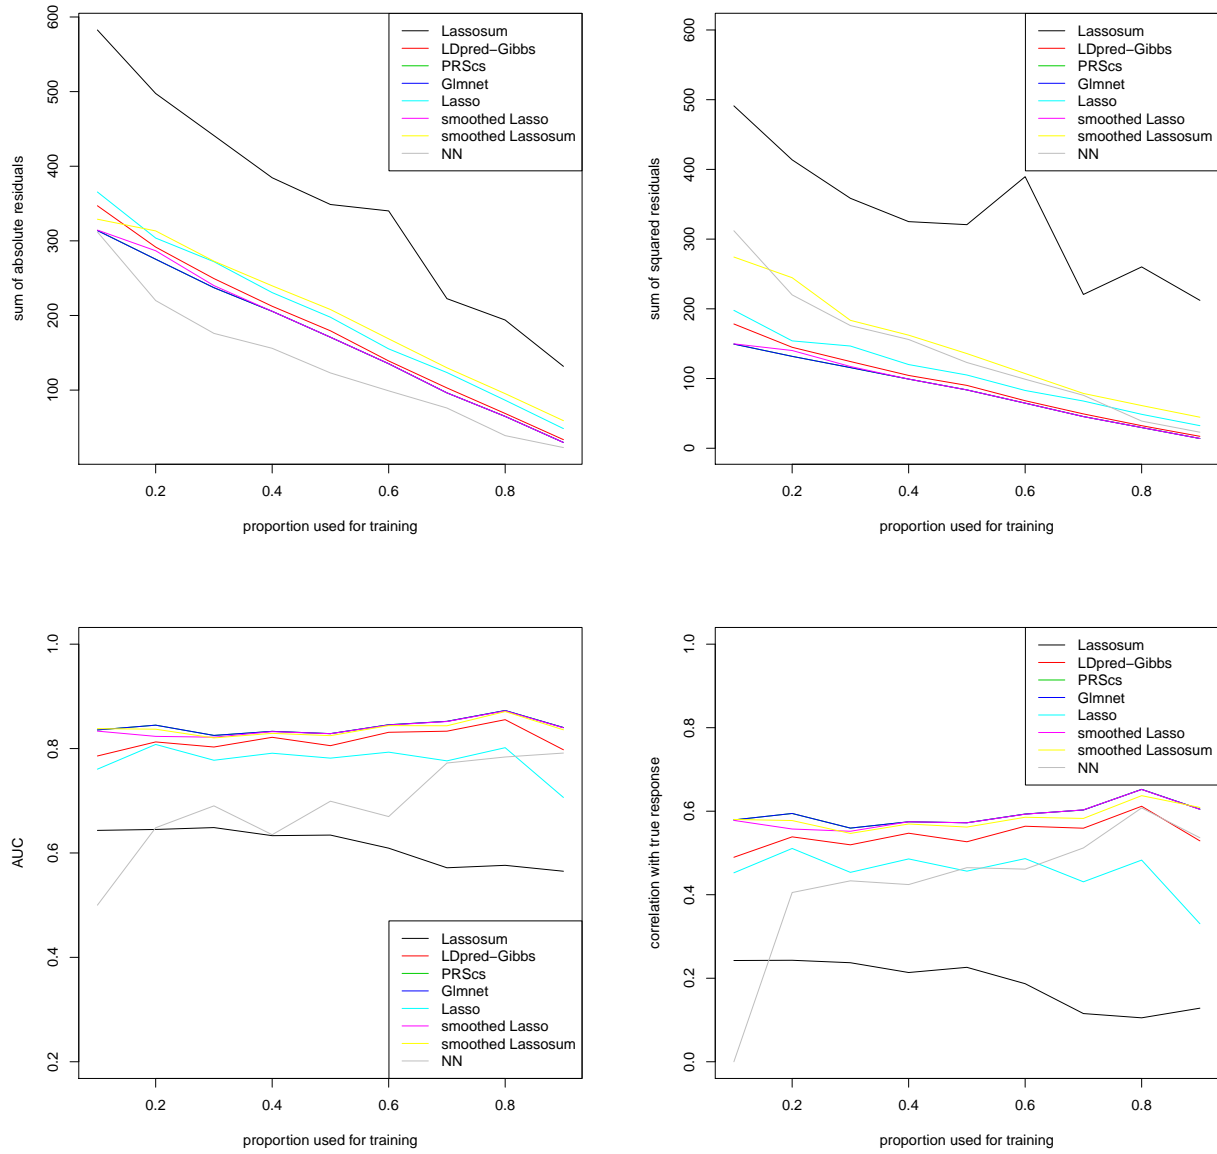 600
500
400
300
200
100
sum of absolute residuals
0.2
0.4
0.6
0.8
proportion used for training
Lassosum
LDpred−Gibbs
PRScs
Glmnet
Lasso
smoothed Lasso
smoothed Lassosum
NN
600
500
400
300
200
100
0
sum of squared residuals
0.2
0.4
0.6
0.8
proportion used for training
Lassosum
LDpred−Gibbs
PRScs
Glmnet
Lasso
smoothed Lasso
smoothed Lassosum
NN
1.0
0.8
0.6
0.4
0.2
AUC
0.2
0.4
0.6
0.8
proportion used for training
Lassosum
LDpred−Gibbs
PRScs
Glmnet
Lasso
smoothed Lasso
smoothed Lassosum
NN
1.0
0.8
0.6
0.4
0.2
0.0
correlation with true response
0.2
0.4
0.6
0.8
proportion used for training
Lassosum
LDpred−Gibbs
PRScs
Glmnet
Lasso
smoothed Lasso
smoothed Lassosum
NN